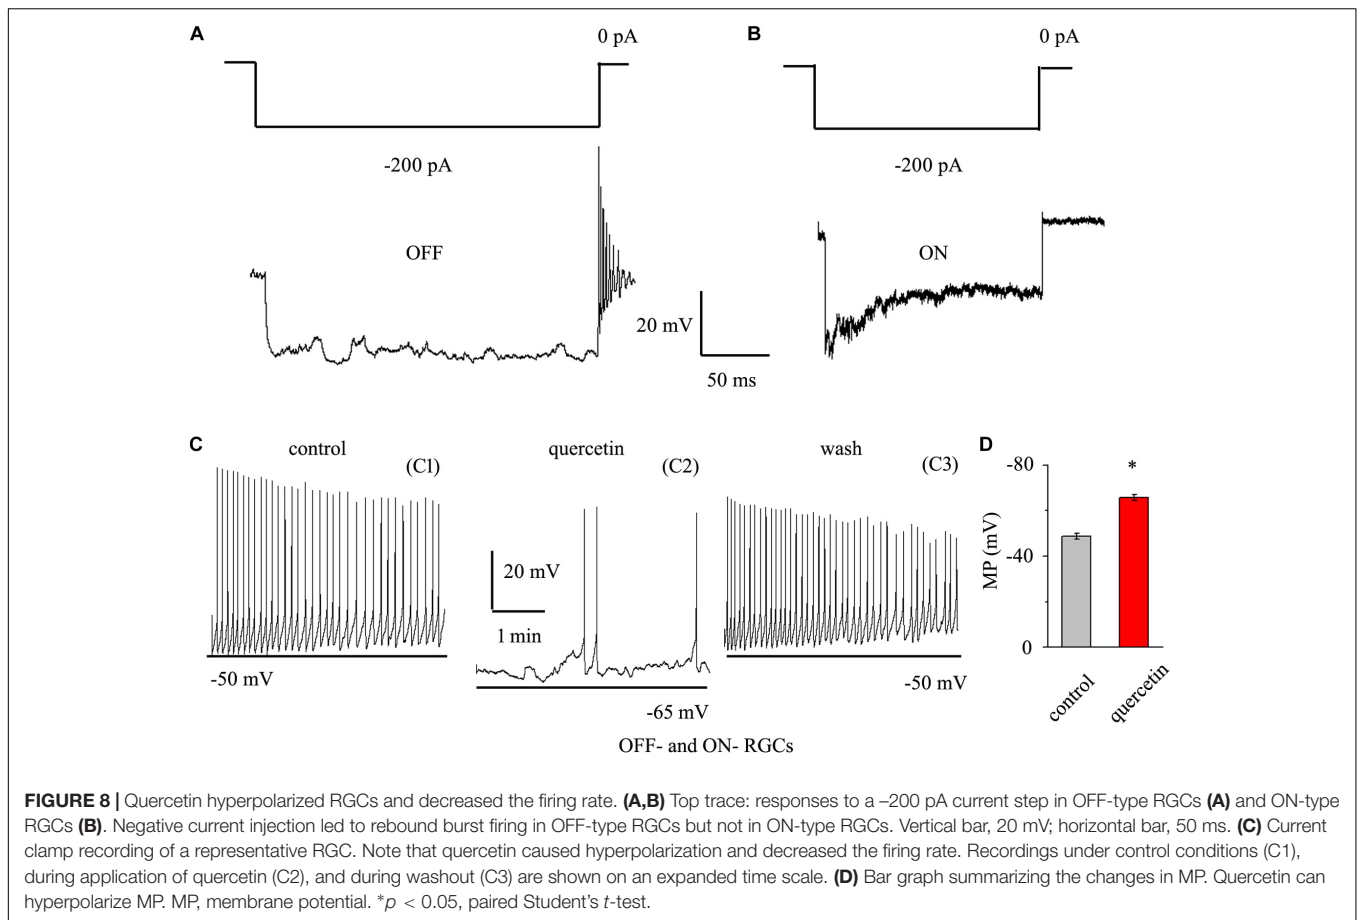 A
0 pA
-200 pA
OFF
B
0 pA
-200 pA
ON
20 mV
50 ms
C
control
(C1)
-50 mV
quercetin
(C2)
20 mV
1 min
-65 mV
wash
(C3)
-50 mV
OFF- and ON- RGCs
D
*
-80
-40
0
MP (mV)
control
quercetin
FIGURE 8 | Quercetin hyperpolarized RGCs and decreased the firing rate. (A,B) Top trace: responses to a –200 pA current step in OFF-type RGCs (A) and ON-type
RGCs (B). Negative current injection led to rebound burst firing in OFF-type RGCs but not in ON-type RGCs. Vertical bar, 20 mV; horizontal bar, 50 ms. (C) Current
clamp recording of a representative RGC. Note that quercetin caused hyperpolarization and decreased the firing rate. Recordings under control conditions (C1),
during application of quercetin (C2), and during washout (C3) are shown on an expanded time scale. (D) Bar graph summarizing the changes in MP. Quercetin can
hyperpolarize MP. MP, membrane potential. *p < 0.05, paired Student’s t-test.